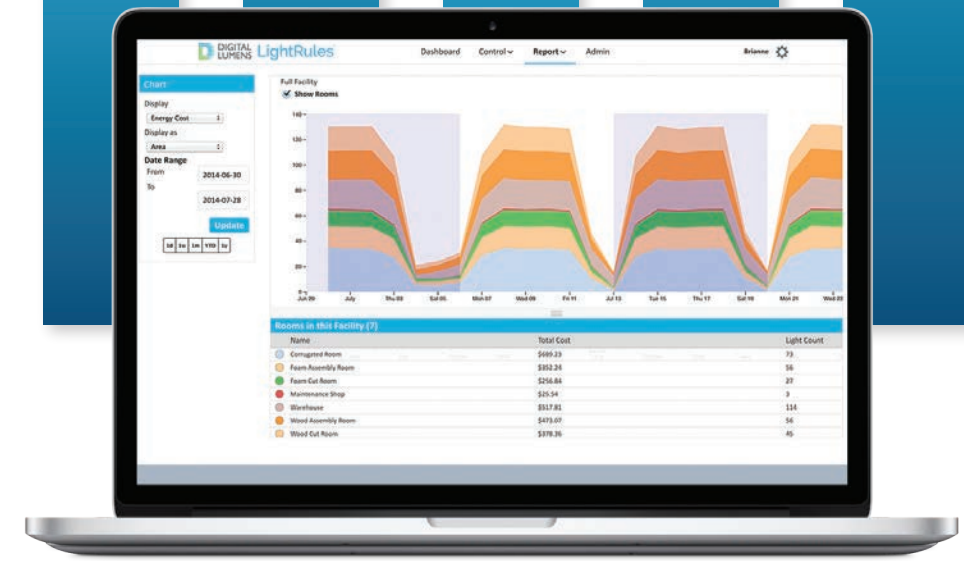 DIGITAL LUMENS LightRules
Dashboard Control Report Admin
Brianne
Chart
Display
Energy Cost
Display as
Area
Date Range
From
2014-06-30
To
2014-07-28
Update
1d 1w 1m YTD 1y
Full Facility
Show Rooms
140
120
100
80
60
40
20
0
Jun 29 July Thu 03 Sat 05 Mon 07 Wed 09 Fri 11 Jul 13 Tue 15 Thu 17 Sat 19 Mon 21 Wed 23
Rooms in this Facility (7)
Name Total Cost Light Count
Corrugated Room $689.23 73
Foam Assembly Room $352.24 56
Foam Cut Room $256.84 27
Maintenance Shop $25.54 3
Warehouse $517.81 114
Wood Assembly Room $473.07 56
Wood Cut Room $378.36 45